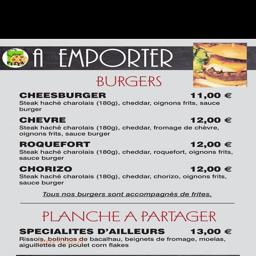 A EMPORTER
BURGERS
CHEESBURGER 11,00 €
Steak haché charolais (180g), cheddar, oignons frits, sauce
burger
CHEVRE 12,00 €
Steak haché charolais (180g), cheddar, fromage de chèvre,
oignons frits, sauce burger
ROQUEFORT 12,00 €
Steak haché charolais (180g), cheddar, roquefort, oignons frits,
sauce burger
CHORIZO 12,00 €
Steak haché charolais (180g), cheddar, chorizo, oignons frits,
sauce burger
Tous nos burgers sont accompagnés de frites.
PLANCHE A PARTAGER
SPECIALITES D'AILLEURS 13,00 €
Rissois, bolinhos de bacalhau, beignets de fromage, moelas,
aiguillettes de poulet corn flakes